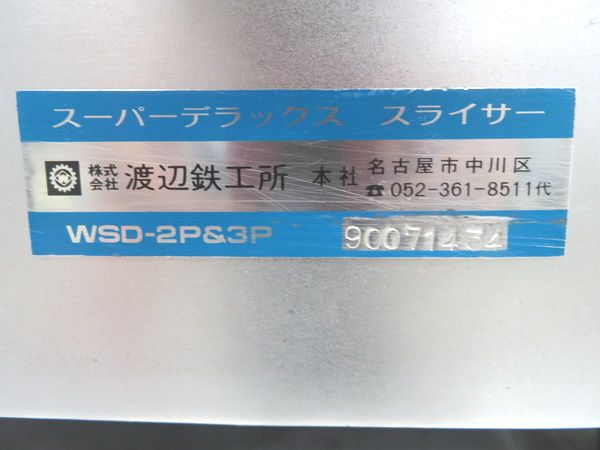 スーパーデラックス スライサー
株式会社 渡辺鉄工所 本社 名古屋市中川区
☎052-361-8511代
WSD-2P&3P 90071434